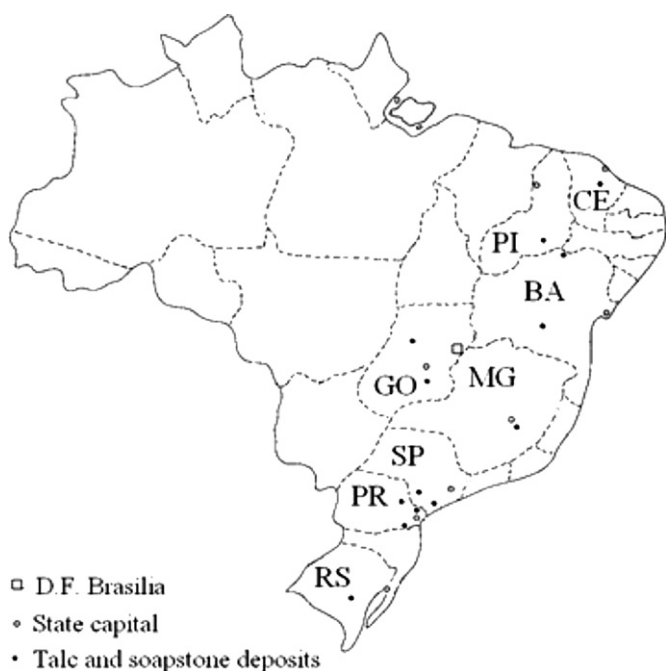 CE
PI
BA
GO
MG
SP
PR
RS
D.F. Brasilia
State capital
Talc and soapstone deposits